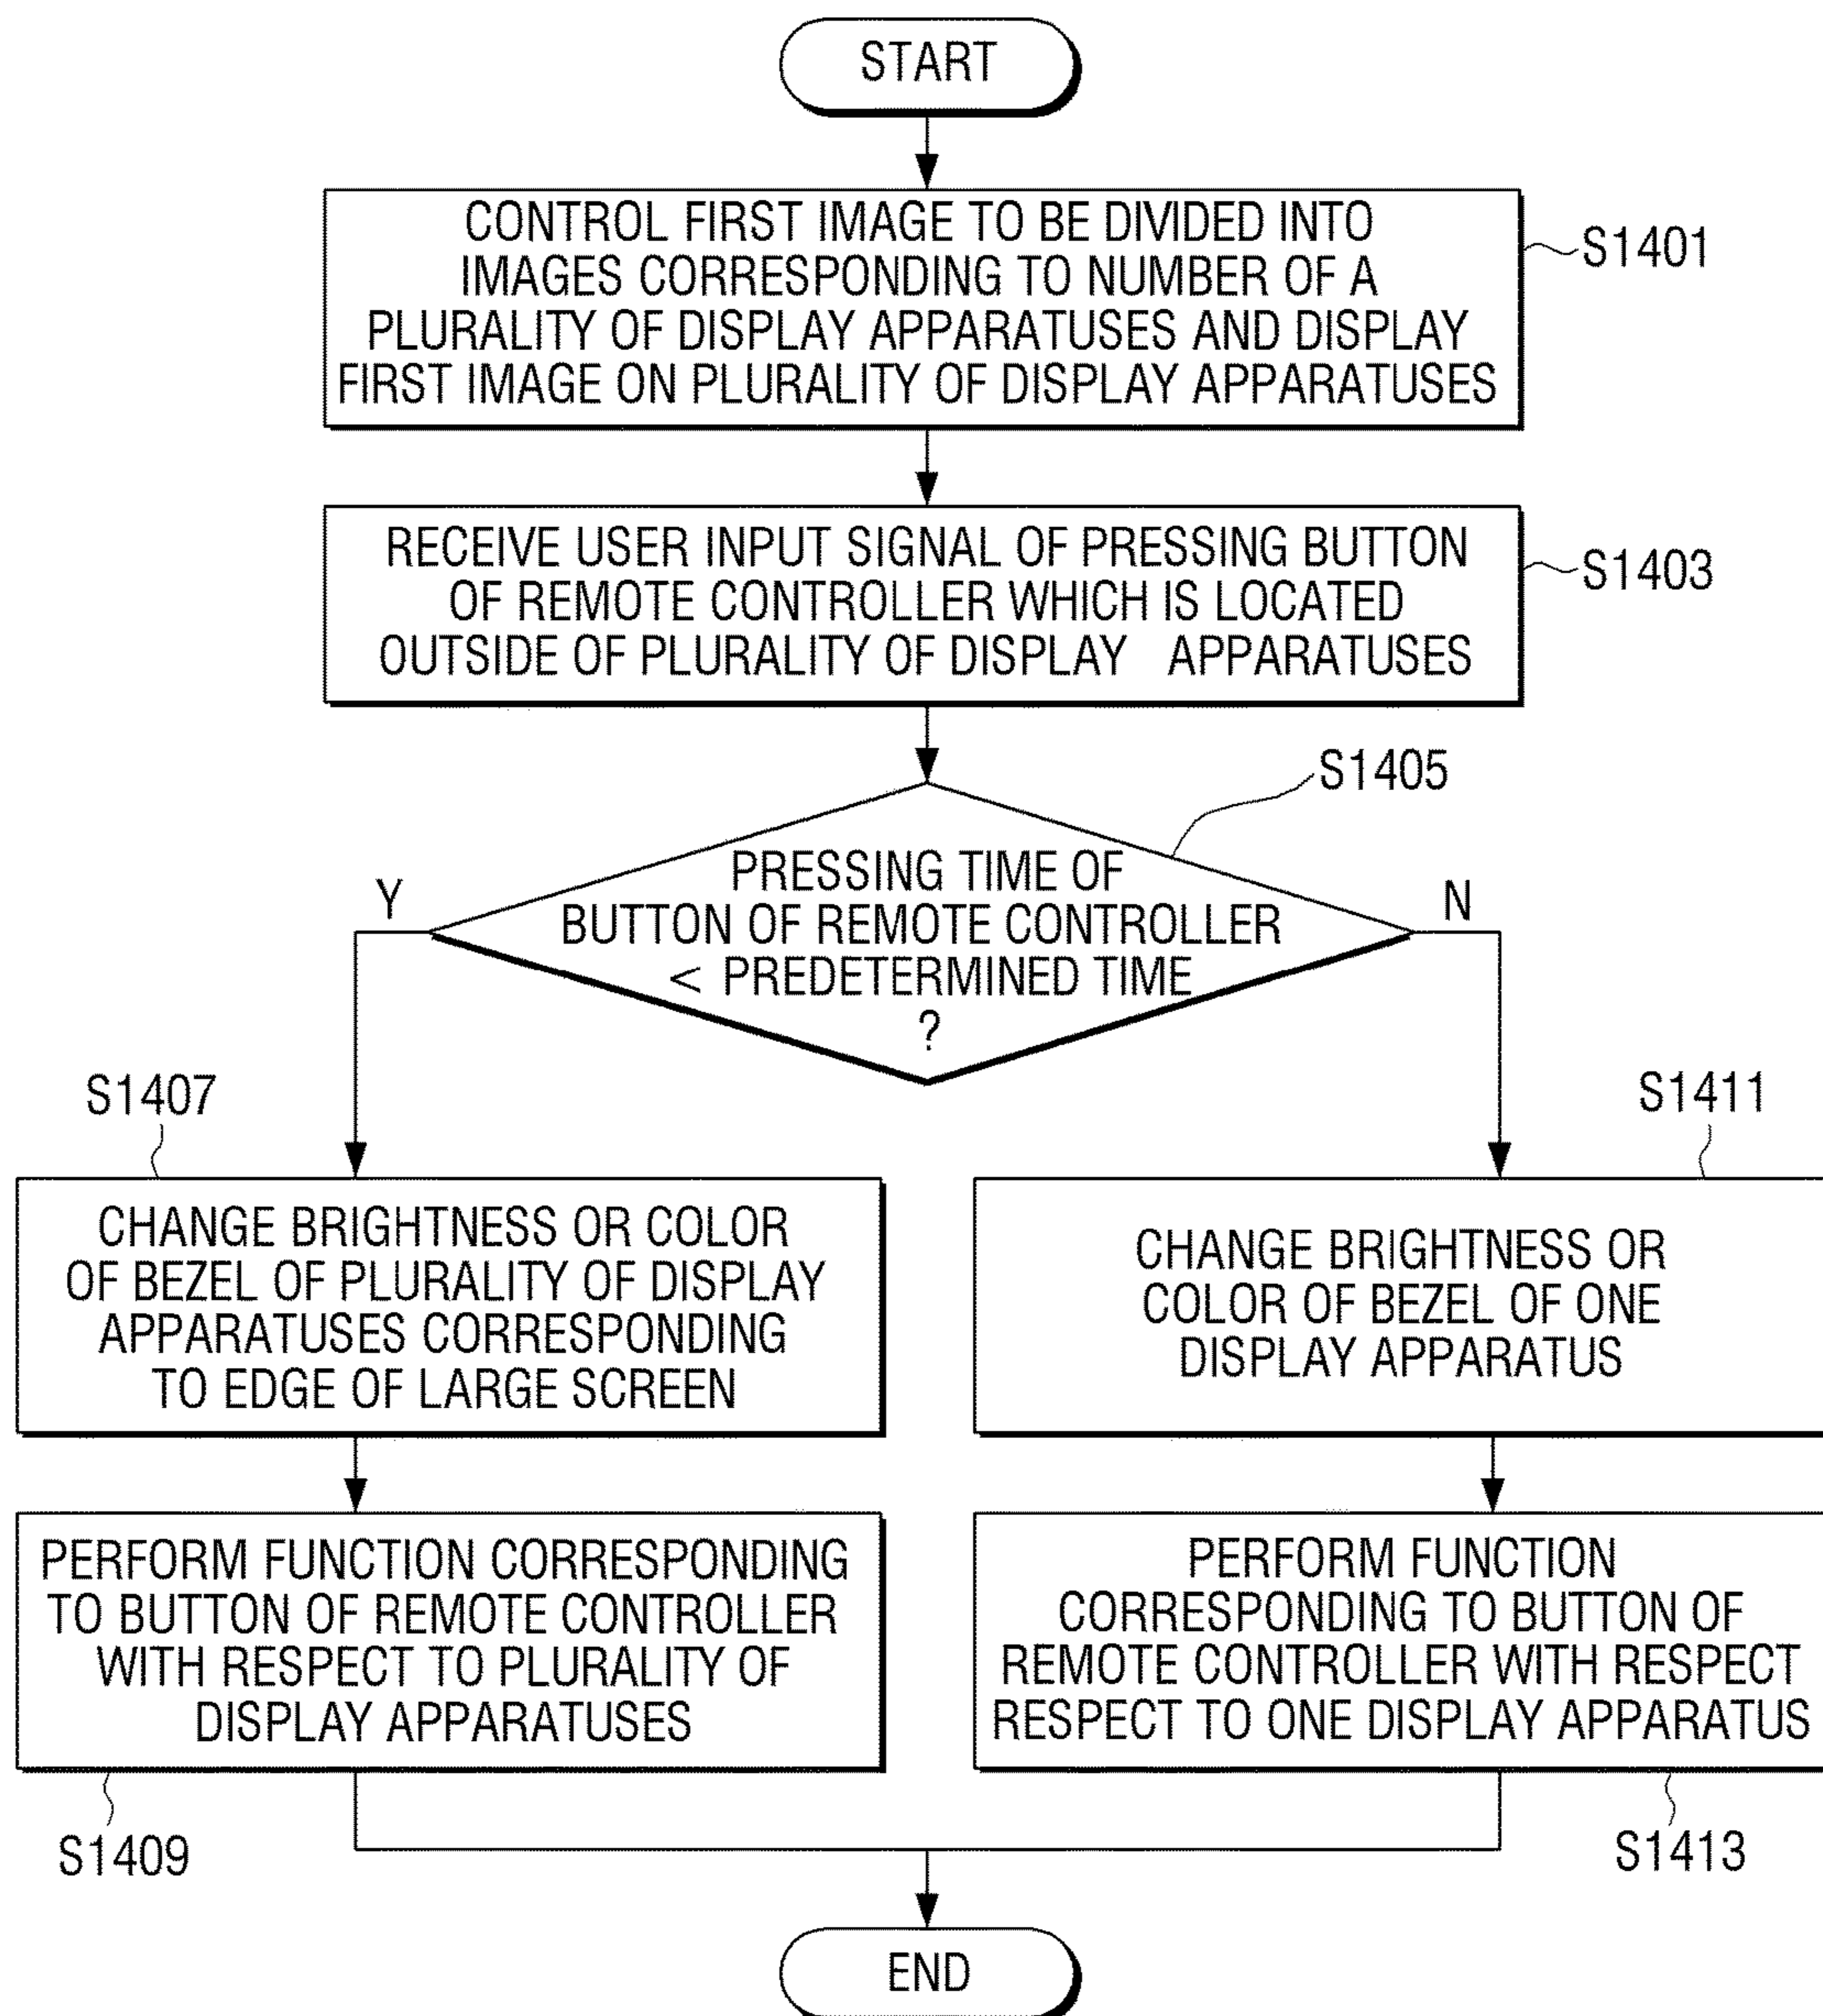 START
CONTROL FIRST IMAGE TO BE DIVIDED INTO
IMAGES CORRESPONDING TO NUMBER OF A
PLURALITY OF DISPLAY APPARATUSES AND DISPLAY
FIRST IMAGE ON PLURALITY OF DISPLAY APPARATUSES
S1401
RECEIVE USER INPUT SIGNAL OF PRESSING BUTTON
OF REMOTE CONTROLLER WHICH IS LOCATED
OUTSIDE OF PLURALITY OF DISPLAY APPARATUSES
S1403
S1405
PRESSING TIME OF
BUTTON OF REMOTE CONTROLLER
< PREDETERMINED TIME
?
Y
N
S1407
CHANGE BRIGHTNESS OR COLOR
OF BEZEL OF PLURALITY OF DISPLAY
APPARATUSES CORRESPONDING
TO EDGE OF LARGE SCREEN
S1411
CHANGE BRIGHTNESS OR
COLOR OF BEZEL OF ONE
DISPLAY APPARATUS
PERFORM FUNCTION CORRESPONDING
TO BUTTON OF REMOTE CONTROLLER
WITH RESPECT TO PLURALITY OF
DISPLAY APPARATUSES
S1409
PERFORM FUNCTION
CORRESPONDING TO BUTTON OF
REMOTE CONTROLLER WITH RESPECT
RESPECT TO ONE DISPLAY APPARATUS
S1413
END